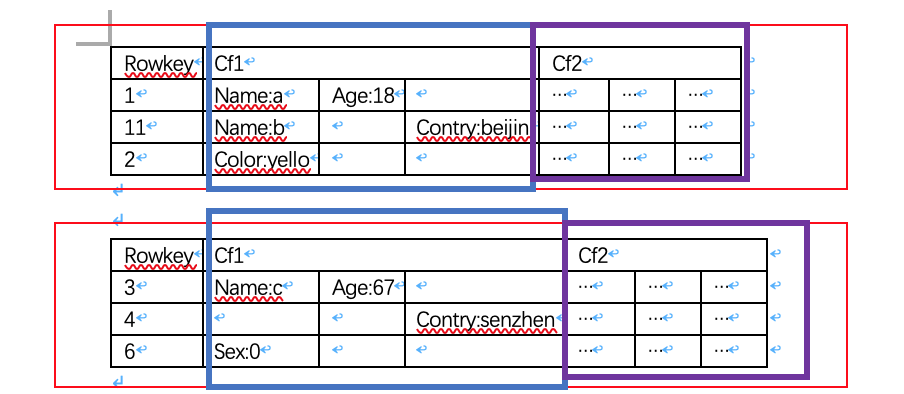 Rowkey Cf1 Cf2
1 Name:a Age:18 ... ... ...
11 Name:b Contry:beijin ... ... ...
2 Color:yello ... ... ...
Rowkey Cf1 Cf2
3 Name:c Age:67 ... ... ...
4 Contry:senzhen ... ... ...
6 Sex:0 ... ... ...